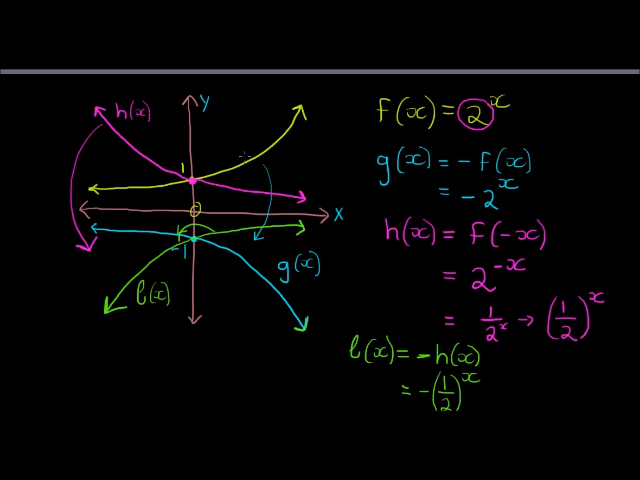 h(x)
y
1
0
x
-1
g(x)
l(x)
f(x) = 2^x
g(x) = -f(x)
= -2^x
h(x) = f(-x)
= 2^-x
= 1/2^x → (1/2)^x
l(x) = -h(x)
= -(1/2)^x